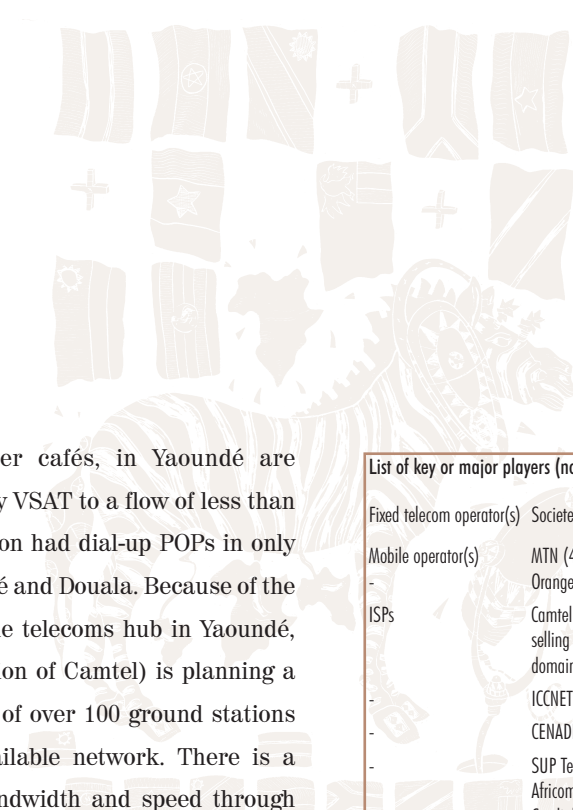 er cafés, in Yaoundé are
y VSAT to a flow of less than
on had dial-up POPs in only
é and Douala. Because of the
e telecoms hub in Yaoundé,
ion of Camtel) is planning a
of over 100 ground stations
ailable network. There is a
ndwidth and speed through
List of key or major players (no
Fixed telecom operator(s) Societe
Mobile operator(s) MTN (4
- Orange
ISPs Camtel
selling
domain
- ICCNET
- CENAD
- SUP Te
Africom